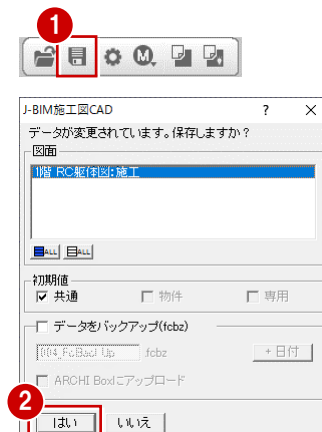 1
M
J-BIM施工図CAD ? ×
データが変更されています。保存しますか？
図面
1階 RC躯体図:施工
ALL ALL
初期値
共通 物件 専用
データをバックアップ(fcbz)
.fcbz +日付
ARCHI Boxにアップロード
2
はい いいえ